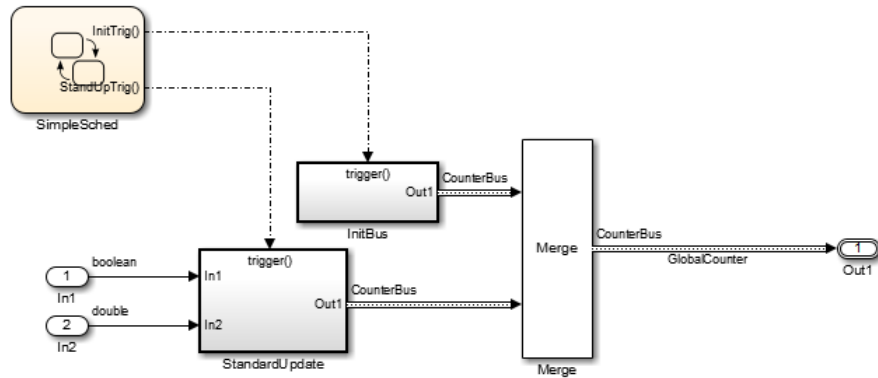 InitTrig()
StandUpTrig()
SimpleSched
trigger()
Out1
CounterBus
InitBus
trigger()
boolean
1
In1
In1
double
2
In2
In2
Out1
CounterBus
StandardUpdate
Merge
Merge
CounterBus
GlobalCounter
1
Out1